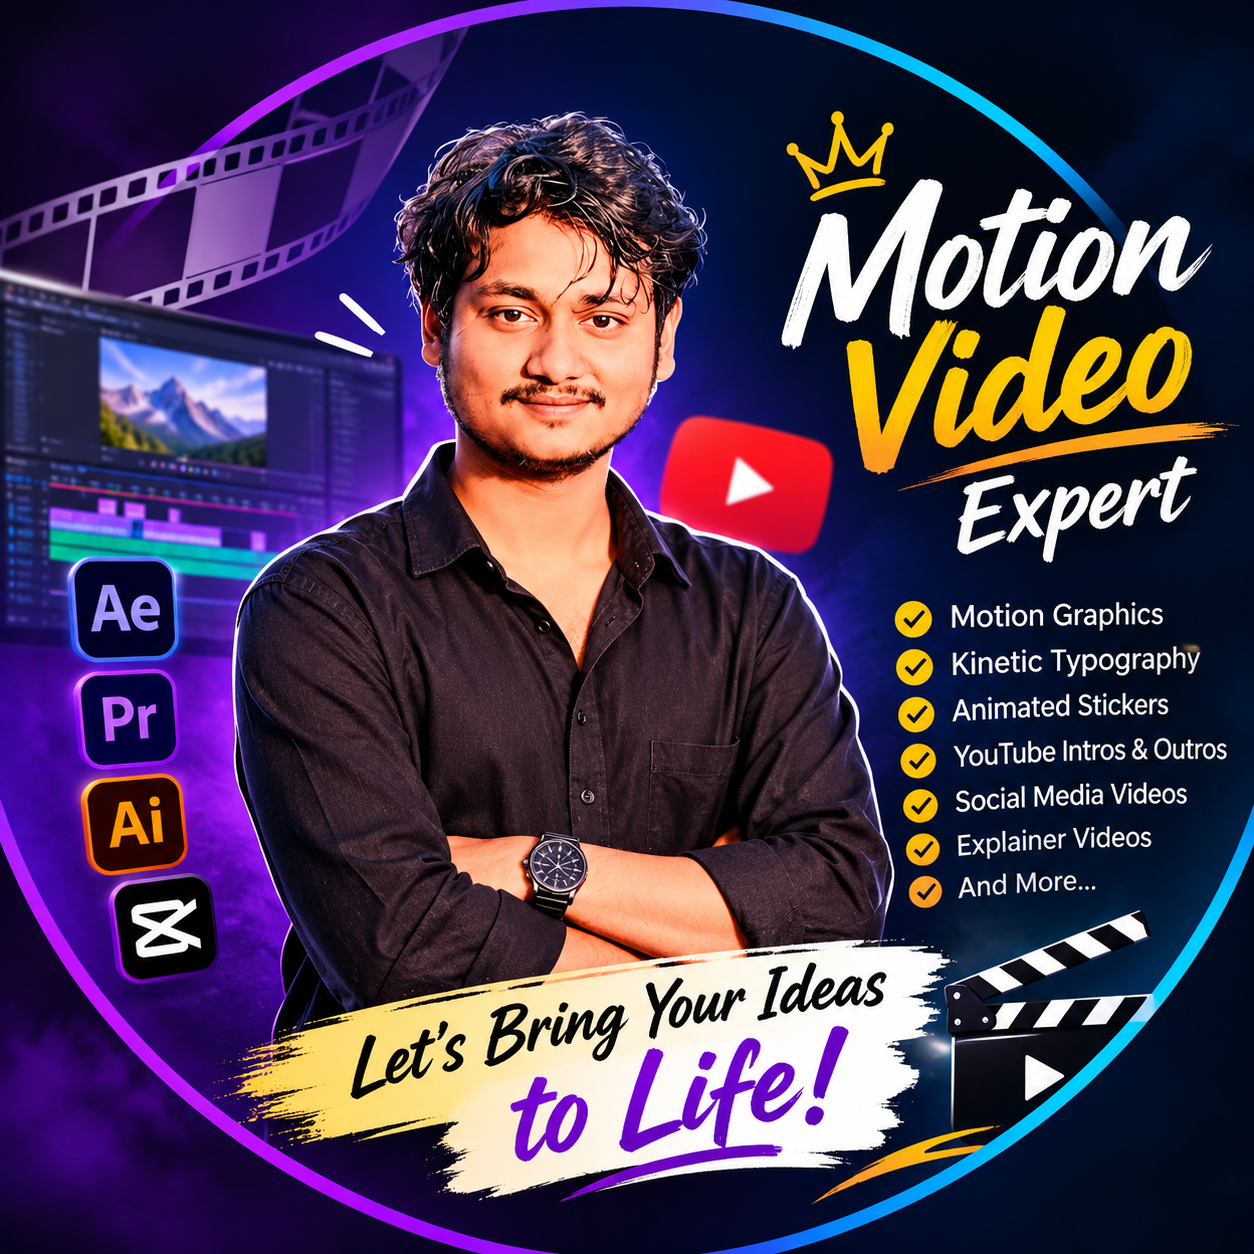 Motion
Video
Expert
Motion Graphics
Kinetic Typography
Animated Stickers
YouTube Intros & Outros
Social Media Videos
Explainer Videos
And More...
Ae
Pr
Ai
Let's Bring Your Ideas
to Life!